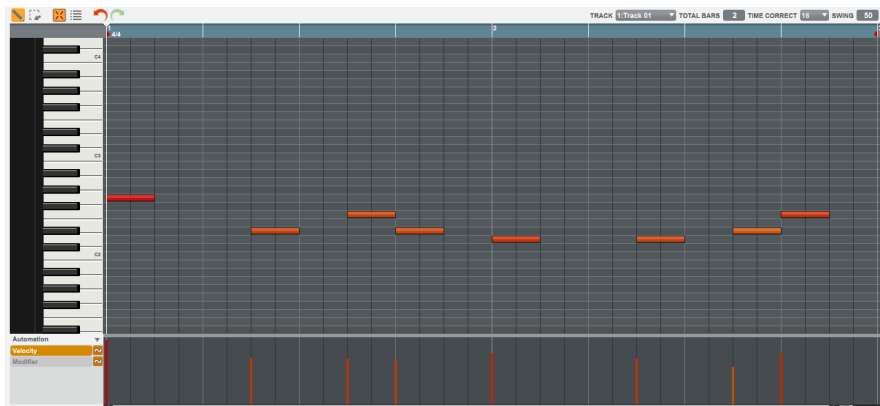 TRACK 1:Track 01 TOTAL BARS 2 TIME CORRECT 16 SWING 50
2
4/4
C4
C3
C2
Automation
Velocity
Modifier